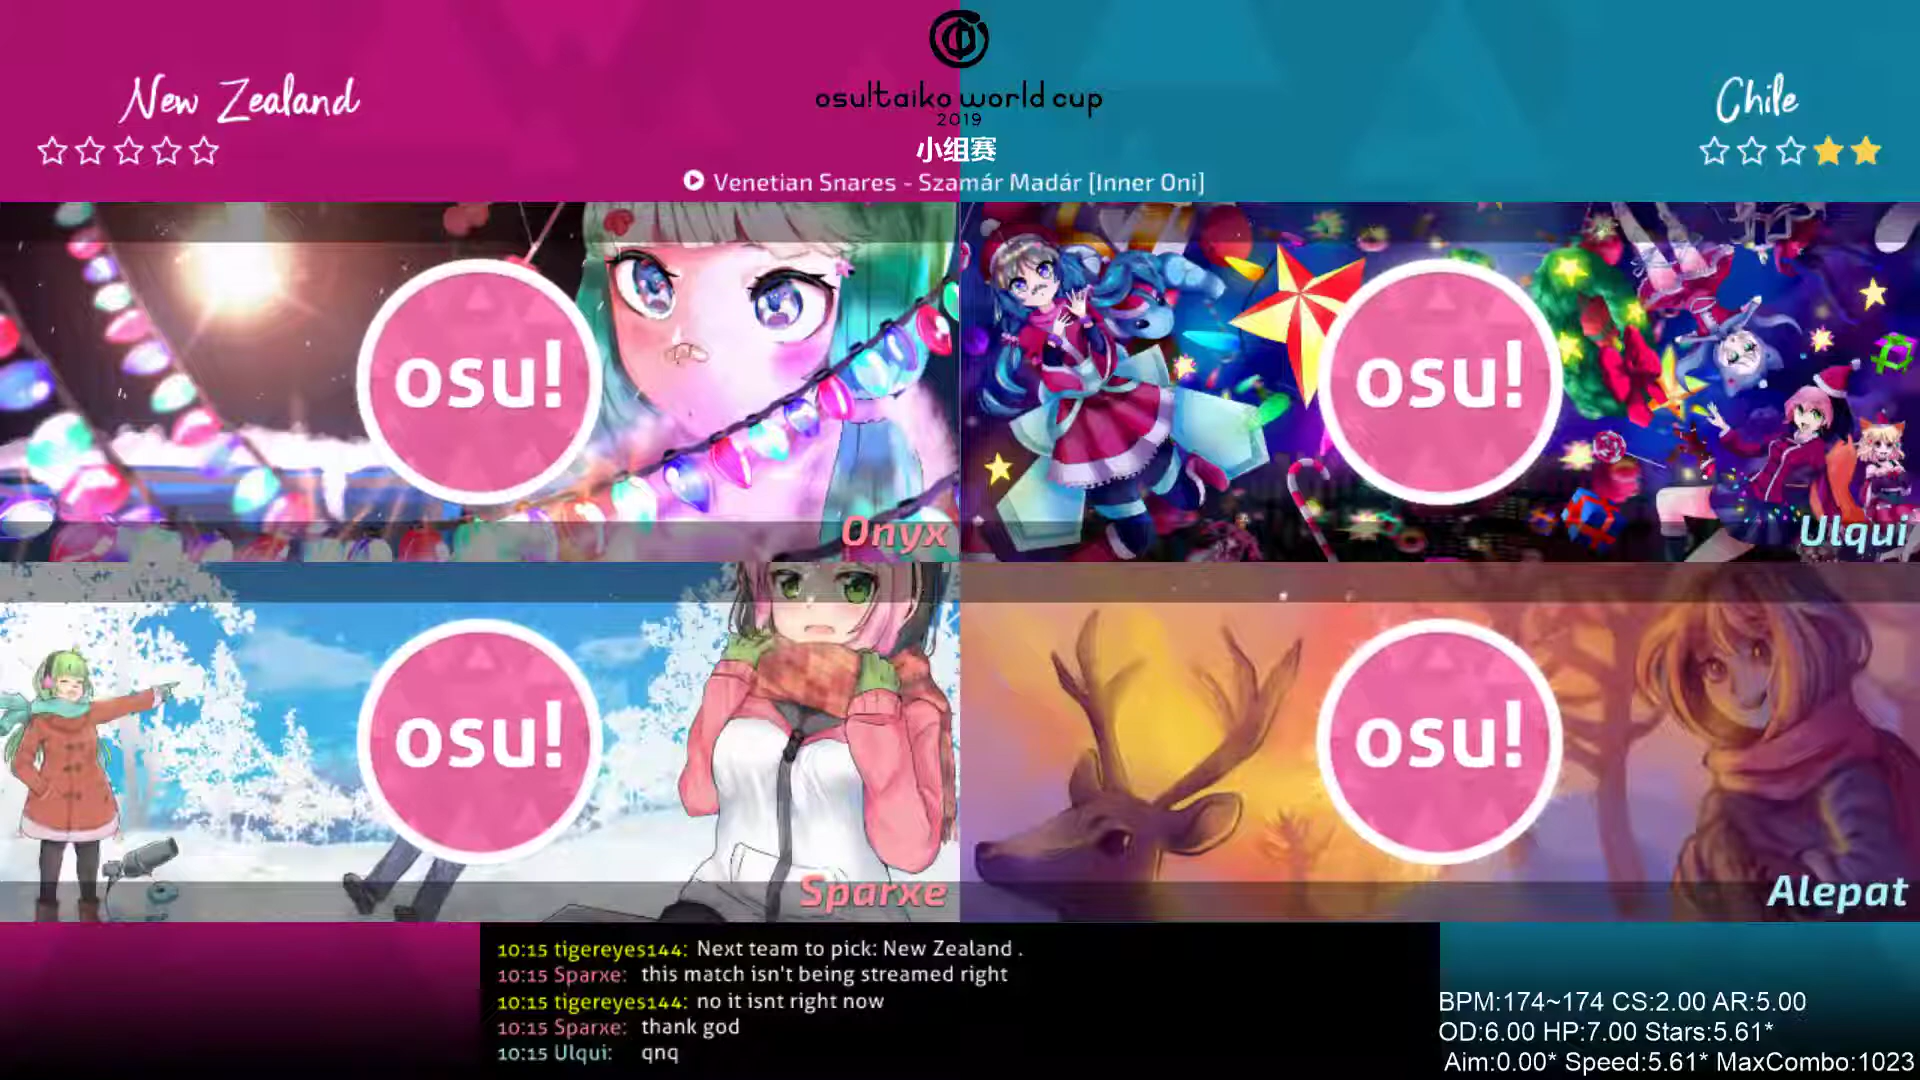 New Zealand
osu!taiko world cup
2019
小组赛
Chile
Venetian Snares - Szamár Madár [Inner Oni]
osu!
Onyx
osu!
Ulqui
osu!
Sparxe
osu!
Alepat
10:15 tigereyes144: Next team to pick: New Zealand .
10:15 Sparxe: this match isn't being streamed right
10:15 tigereyes144: no it isnt right now
10:15 Sparxe: thank god
10:15 Ulqui: qnq
BPM:174~174 CS:2.00 AR:5.00
OD:6.00 HP:7.00 Stars:5.61*
Aim:0.00* Speed:5.61* MaxCombo:1023